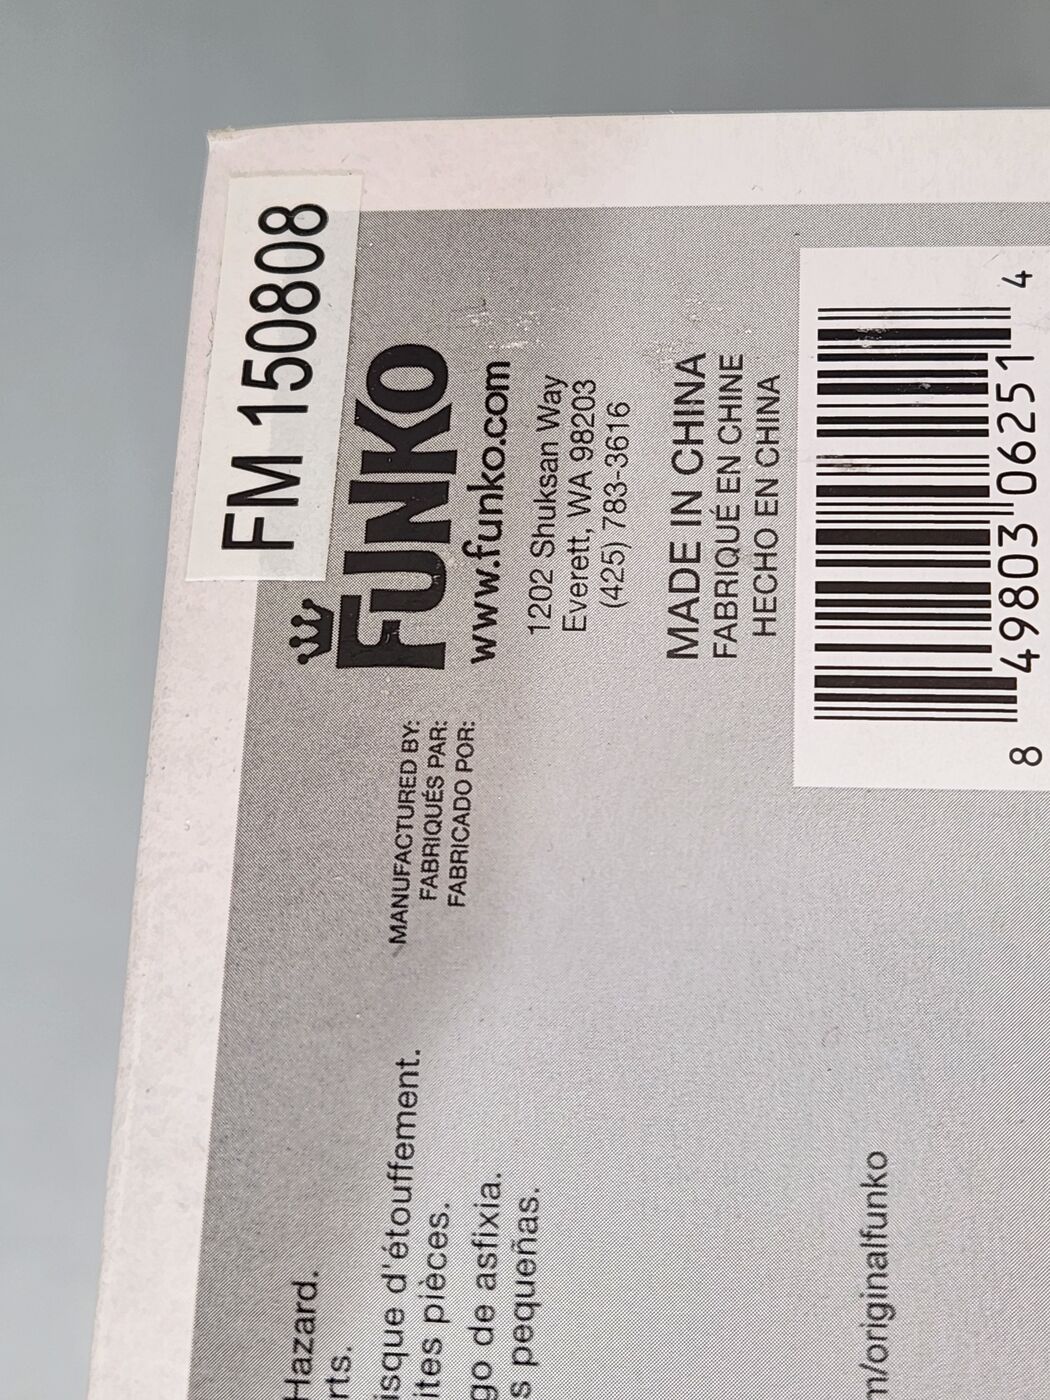 FM 150808
FUNKO
www.funko.com
1202 Shuksan Way
Everett, WA 98203
(425) 783-3616
MADE IN CHINA
FABRIQUÉ EN CHINE
HECHO EN CHINA
8 49803 06251 4
MANUFACTURED BY:
FABRIQUÉS PAR:
FABRICADO POR:
Hazard.
rts.
isque d'étouffement.
ites pièces.
go de asfixia.
s pequeñas.
m/originalfunko